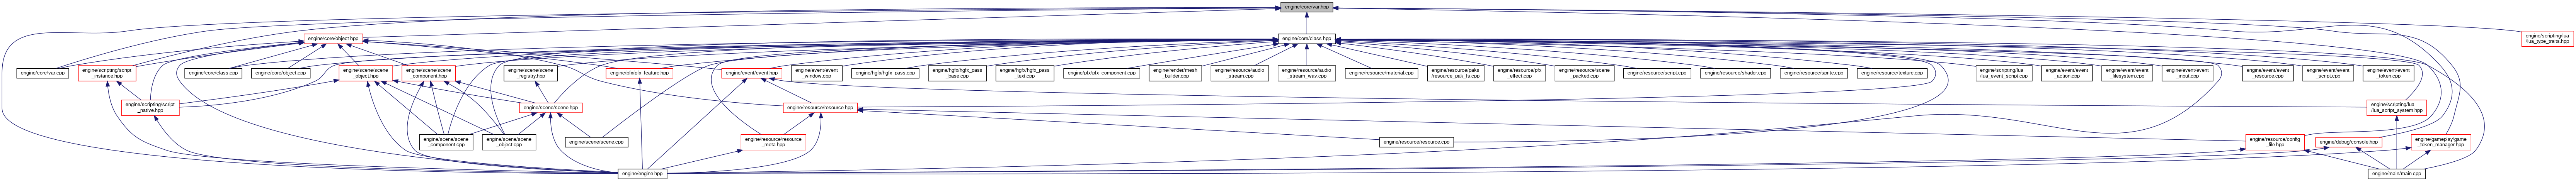 engine/core/var.hpp
engine/core/object.hpp
engine/core/class.hpp
engine/scripting/lua
/lua_type_traits.hpp
engine/core/var.cpp
engine/scripting/script
_instance.hpp
engine/core/class.cpp
engine/core/object.cpp
engine/scene/scene
_object.hpp
engine/scene/scene
_component.hpp
engine/scene/scene
_registry.hpp
engine/pfx/pfx_feature.hpp
engine/event/event.hpp
engine/event/event
_window.cpp
engine/hgfx/hgfx_pass.cpp
engine/hgfx/hgfx_pass
_base.cpp
engine/hgfx/hgfx_pass
_text.cpp
engine/pfx/pfx_component.cpp
engine/render/mesh
_builder.cpp
engine/resource/audio
_stream.cpp
engine/resource/audio
_stream_wav.cpp
engine/resource/material.cpp
engine/resource/paks
/resource_pak_fs.cpp
engine/resource/pfx
_effect.cpp
engine/resource/scene
_packed.cpp
engine/resource/script.cpp
engine/resource/shader.cpp
engine/resource/sprite.cpp
engine/resource/texture.cpp
engine/scripting/lua
/lua_event_script.cpp
engine/event/event
_action.cpp
engine/event/event
_filesystem.cpp
engine/event/event
_input.cpp
engine/event/event
_resource.cpp
engine/event/event
_script.cpp
engine/event/event
_token.cpp
engine/scripting/script
_native.hpp
engine/scene/scene.hpp
engine/resource/resource.hpp
engine/scripting/lua
/lua_script_system.hpp
engine/scene/scene
_component.cpp
engine/scene/scene
_object.cpp
engine/scene/scene.cpp
engine/resource/resource
_meta.hpp
engine/resource/resource.cpp
engine/resource/config
_file.hpp
engine/debug/console.hpp
engine/gameplay/game
_token_manager.hpp
engine/engine.hpp
engine/main/main.cpp